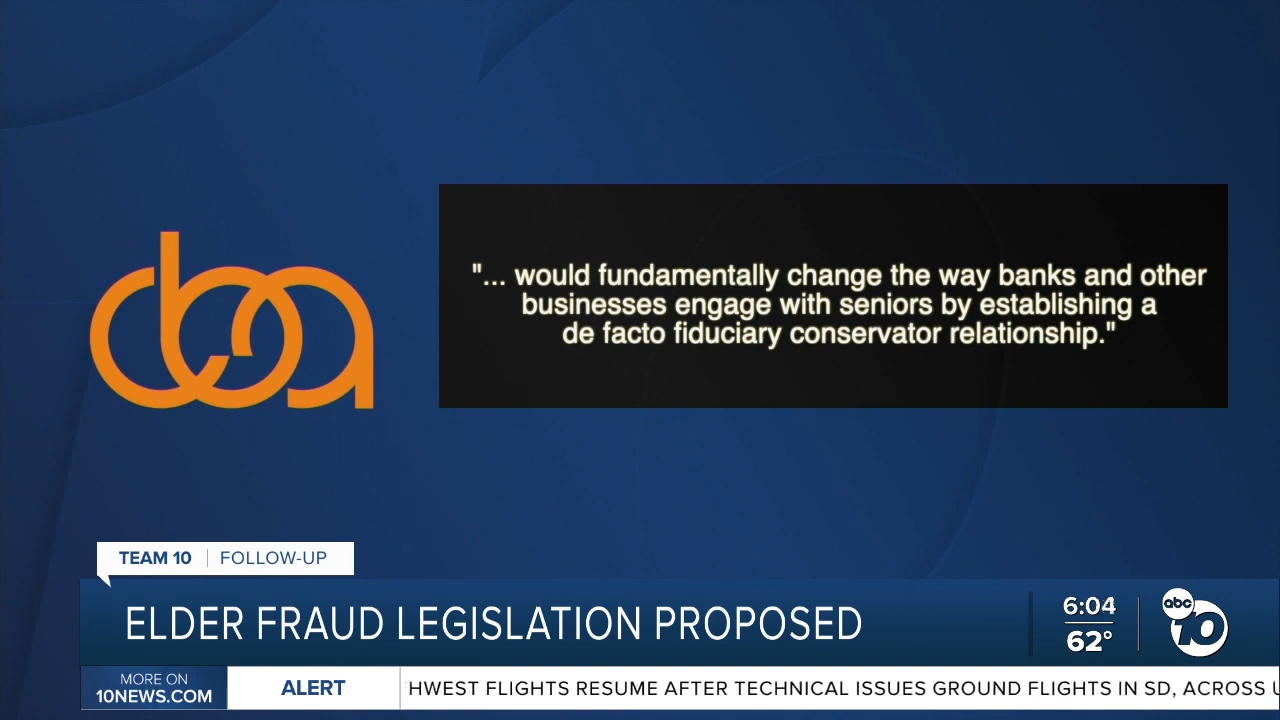 cba
"... would fundamentally change the way banks and other
businesses engage with seniors by establishing a
de facto fiduciary conservator relationship."
TEAM 10 | FOLLOW-UP
ELDER FRAUD LEGISLATION PROPOSED
6:04
62°
abc
10
MORE ON
10NEWS.COM
ALERT
HWEST FLIGHTS RESUME AFTER TECHNICAL ISSUES GROUND FLIGHTS IN SD, ACROSS